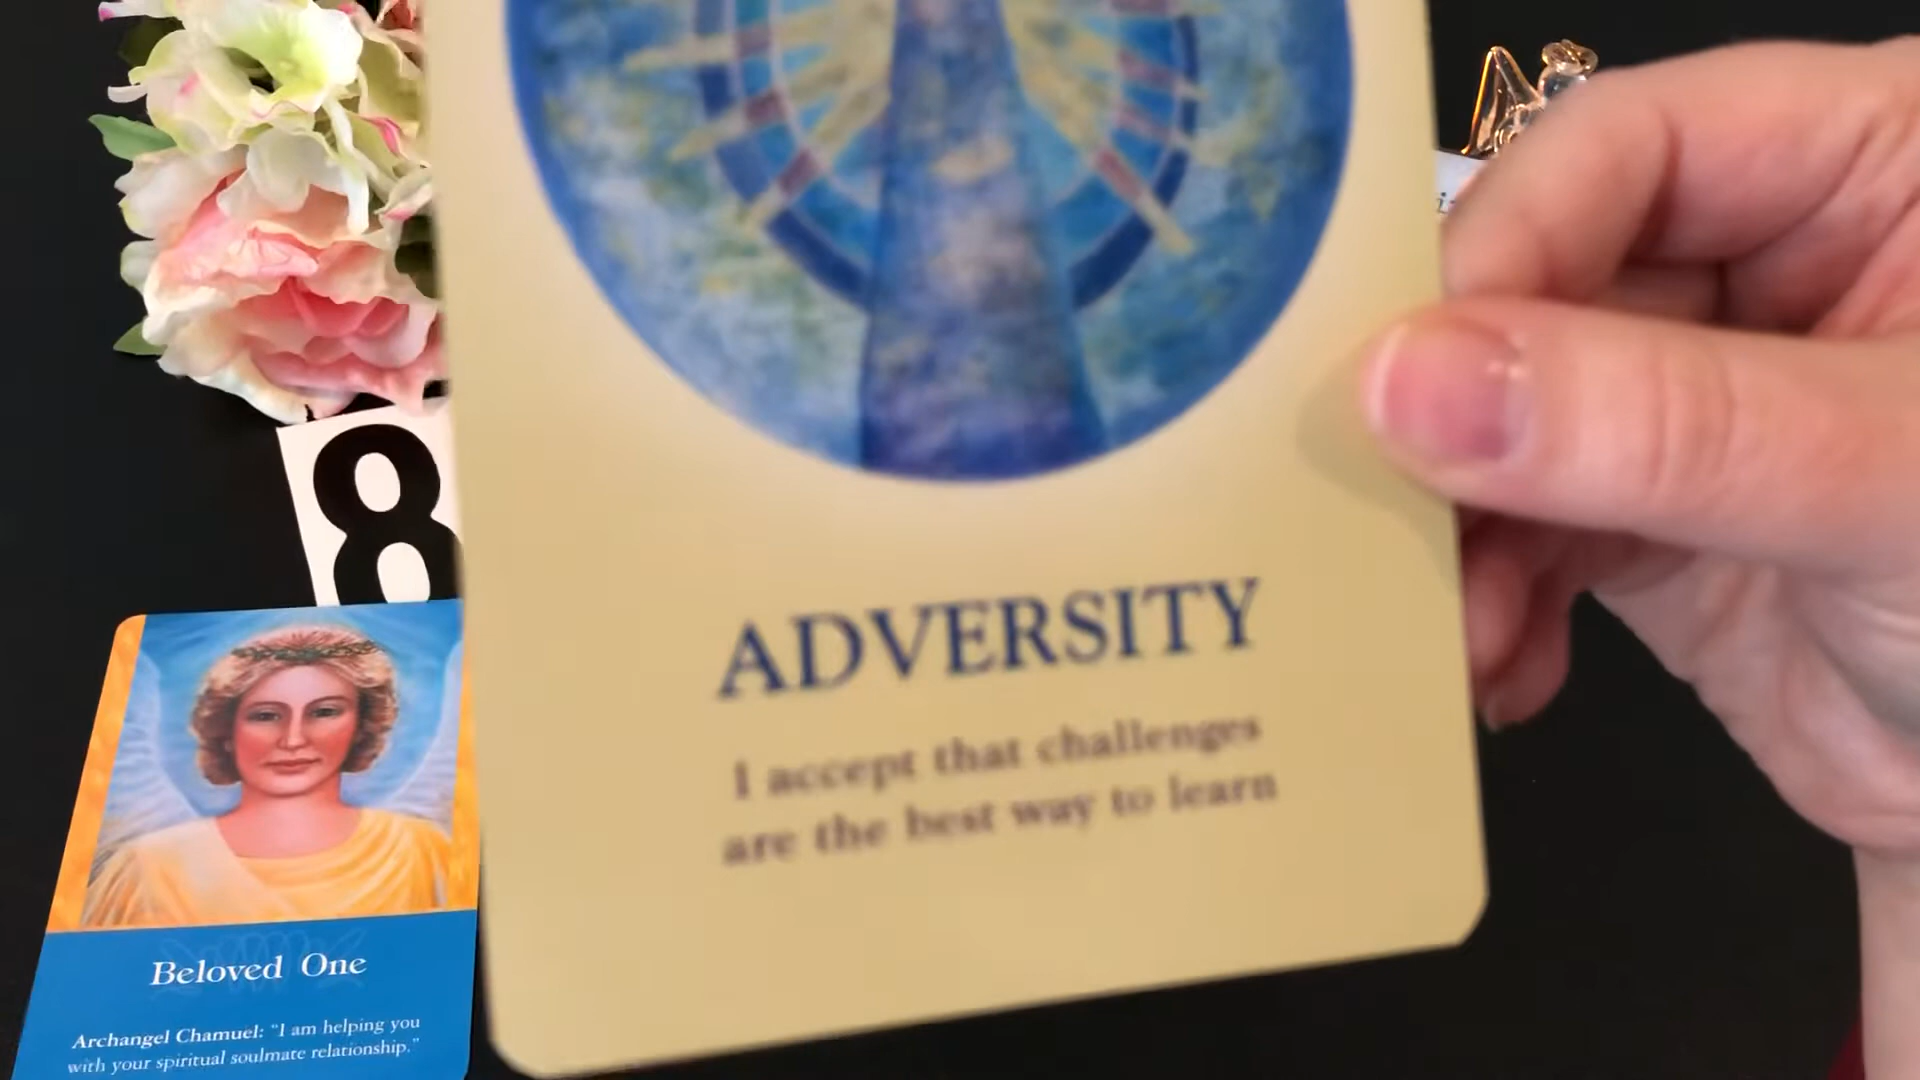 8
ADVERSITY
I accept that challenges
are the best way to learn
Beloved One
Archangel Chamuel: "I am helping you
with your spiritual soulmate relationship."